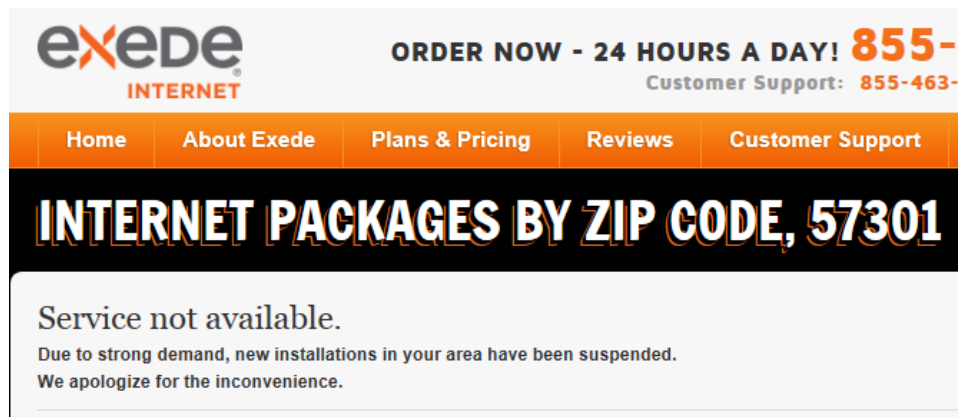 exede®
INTERNET
ORDER NOW - 24 HOURS A DAY! 855-
Customer Support: 855-463-
Home About Exede Plans & Pricing Reviews Customer Support
INTERNET PACKAGES BY ZIP CODE, 57301
Service not available.
Due to strong demand, new installations in your area have been suspended.
We apologize for the inconvenience.